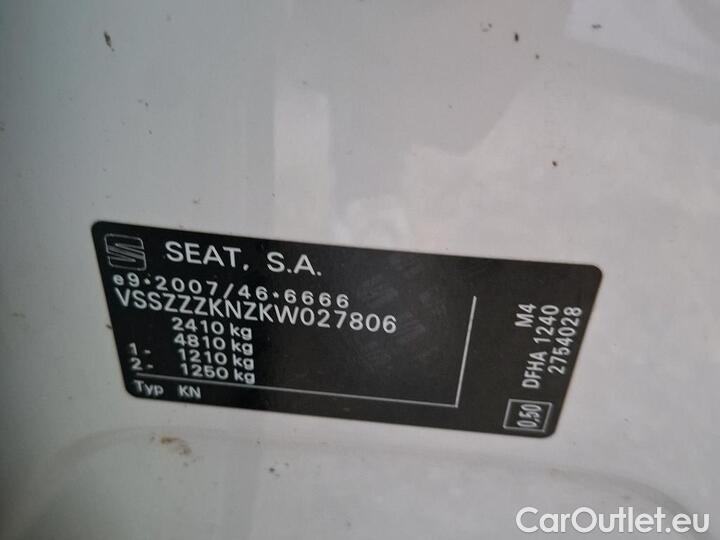 SEAT, S.A.
e9*2007/46*6666
VSSZZZKNZKW027806
2410 kg
4810 kg
1- 1210 kg
2- 1250 kg
Typ KN
M4
DFHA 1240
2754028
0,50
CarOutlet.eu